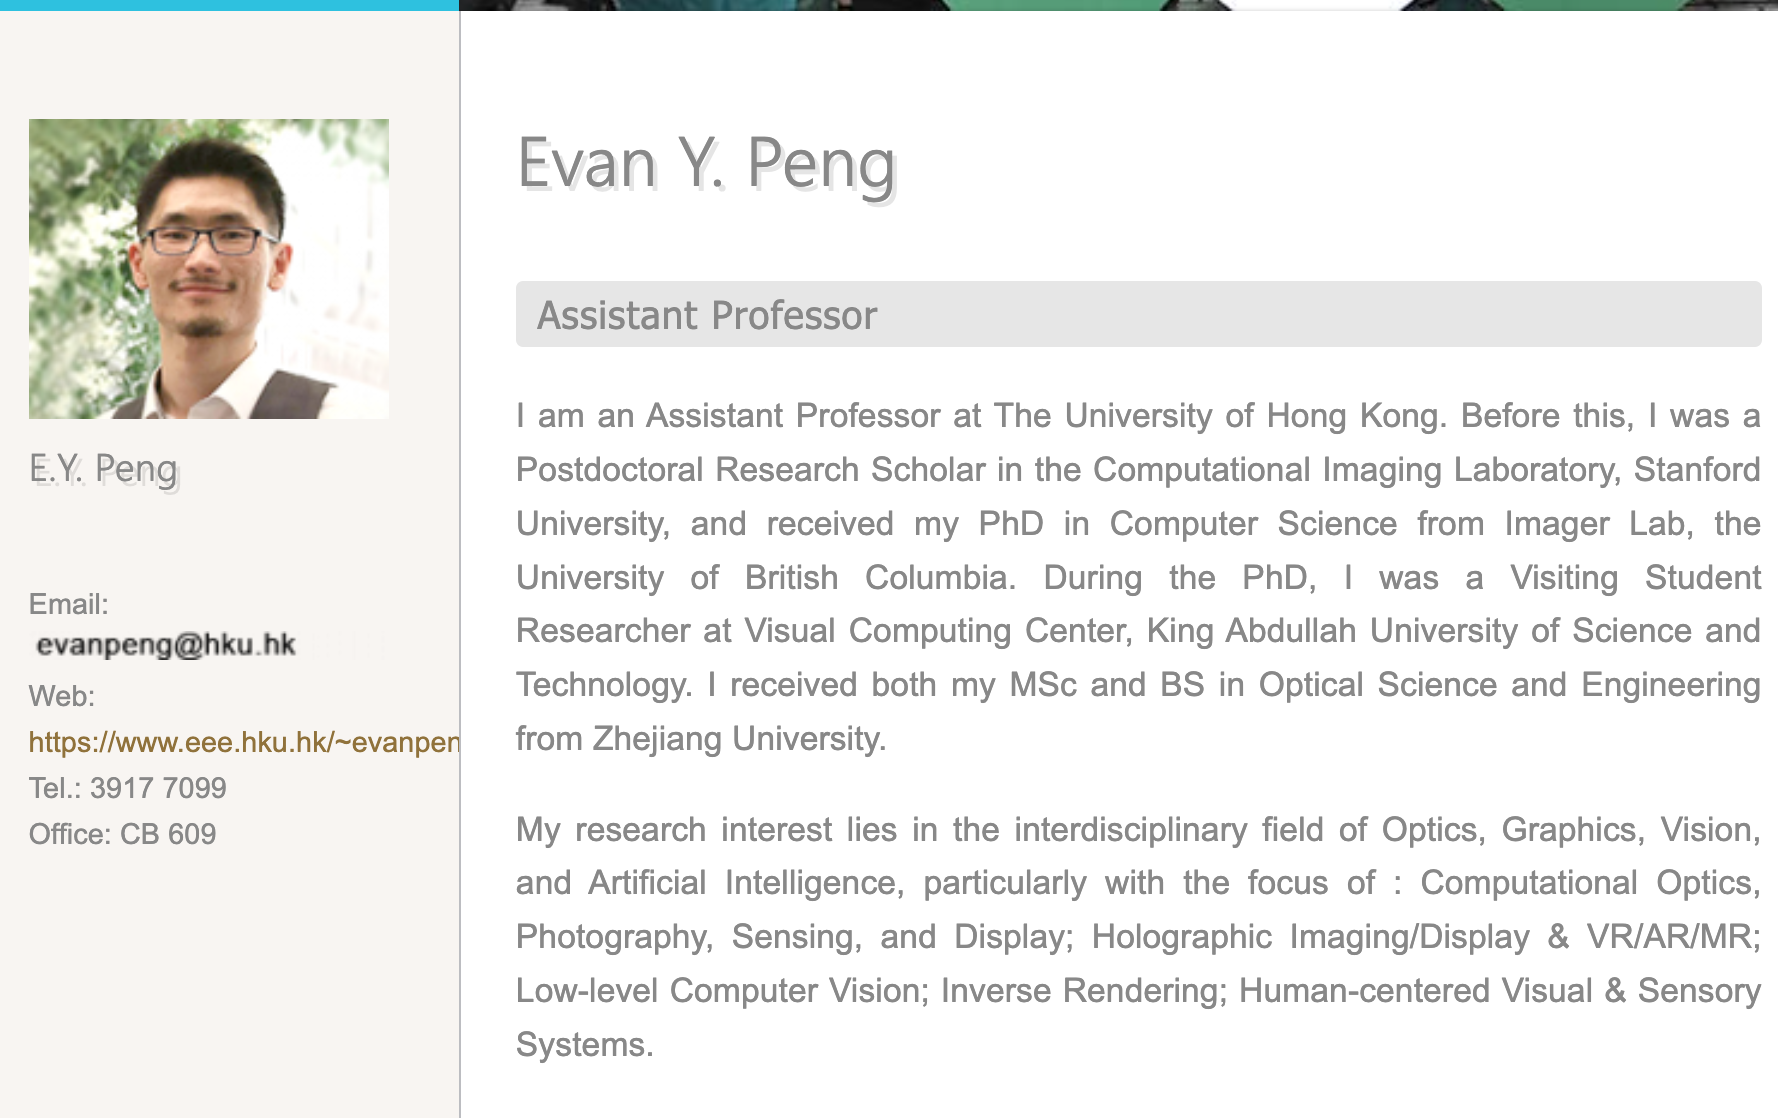 E.Y. Peng
Email:
evanpeng@hku.hk
Web:
https://www.eee.hku.hk/~evanpen
Tel.: 3917 7099
Office: CB 609
Evan Y. Peng
Assistant Professor
I am an Assistant Professor at The University of Hong Kong. Before this, I was a
Postdoctoral Research Scholar in the Computational Imaging Laboratory, Stanford
University, and received my PhD in Computer Science from Imager Lab, the
University of British Columbia. During the PhD, I was a Visiting Student
Researcher at Visual Computing Center, King Abdullah University of Science and
Technology. I received both my MSc and BS in Optical Science and Engineering
from Zhejiang University.
My research interest lies in the interdisciplinary field of Optics, Graphics, Vision,
and Artificial Intelligence, particularly with the focus of : Computational Optics,
Photography, Sensing, and Display; Holographic Imaging/Display & VR/AR/MR;
Low-level Computer Vision; Inverse Rendering; Human-centered Visual & Sensory
Systems.